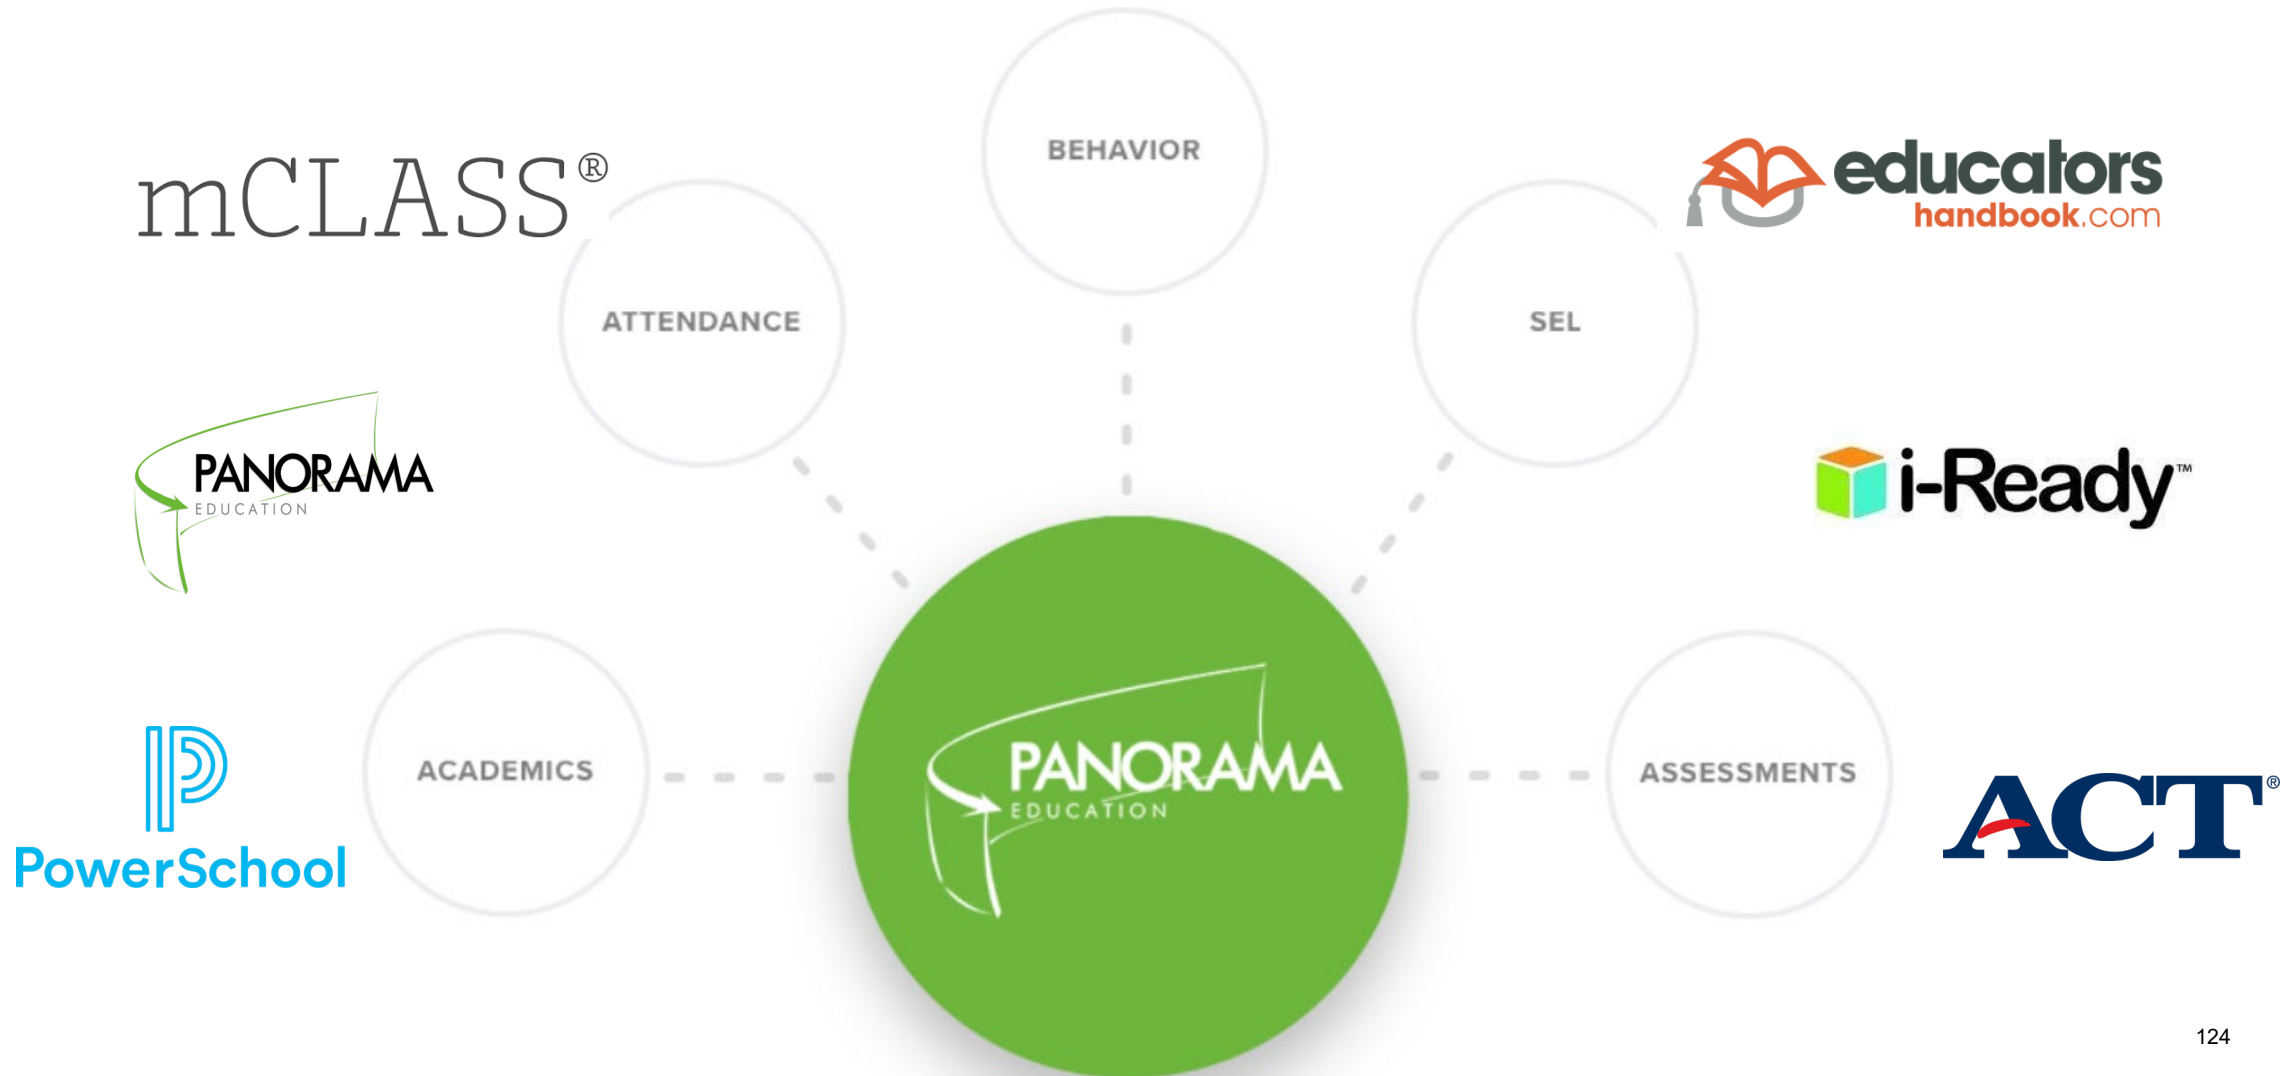 BEHAVIOR
mCLASS®
educators
handbook.com
ATTENDANCE
SEL
PANORAMA
EDUCATION
i-Ready™
ACADEMICS
PANORAMA
EDUCATION
ASSESSMENTS
PowerSchool
ACT®
124